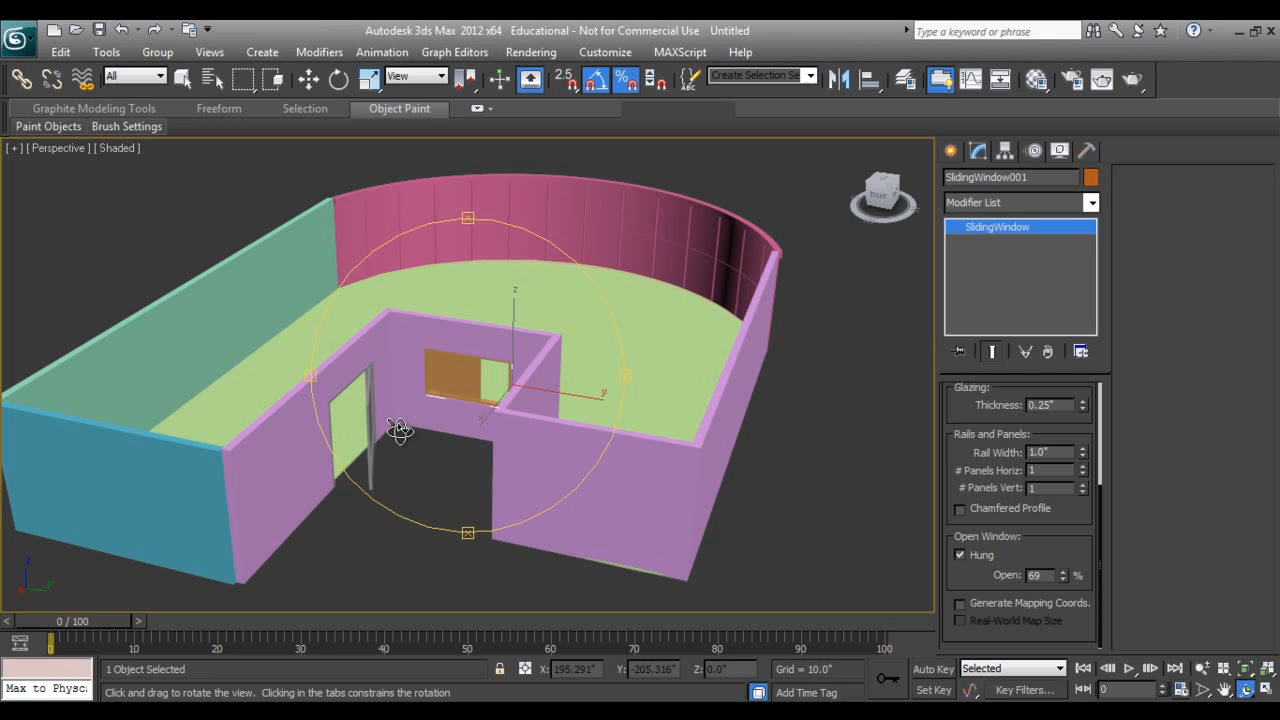 Autodesk 3ds Max 2012 x64 Educational - Not for Commercial Use Untitled
Type a keyword or phrase
Edit Tools Group Views Create Modifiers Animation Graph Editors Rendering Customize MAXScript Help
All View 2.5 Create Selection Se
Graphite Modeling Tools Freeform Selection Object Paint
Paint Objects Brush Settings
[ + ] [ Perspective ] [ Shaded ]
RIGHT
SlidingWindow001
Modifier List
SlidingWindow
z
y
x
Glazing:
Thickness: 0.25"
Rails and Panels:
Rail Width: 1.0"
# Panels Horiz: 1
# Panels Vert: 1
Chamfered Profile
Open Window:
Hung
Open: 69 %
Generate Mapping Coords.
Real-World Map Size
z
y
< 0 / 100 >
0 10 20 30 40 50 60 70 80 90 100
1 Object Selected X: 195.291" Y: -205.316" Z: 0.0" Grid = 10.0" Auto Key Selected
Max to Physc: Click and drag to rotate the view. Clicking in the tabs constrains the rotation Add Time Tag Set Key Key Filters... 0